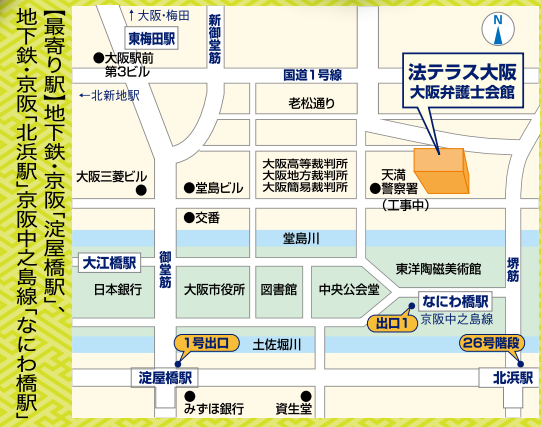 【最寄り駅】地下鉄・京阪「淀屋橋駅」、
地下鉄・京阪「北浜駅」京阪中之島線「なにわ橋駅」
↑大阪・梅田
東梅田駅
新御堂筋
N
●大阪駅前
第3ビル
国道1号線
法テラス大阪
大阪弁護士会館
←北新地駅
老松通り
大阪三菱ビル
●堂島ビル
大阪高等裁判所
大阪地方裁判所
大阪簡易裁判所
天満
●警察署
(工事中)
●交番
御堂筋
堂島川
堺筋
大江橋駅
東洋陶磁美術館
日本銀行
大阪市役所
図書館
中央公会堂
なにわ橋駅
京阪中之島線
出口1
1号出口
土佐堀川
26号階段
淀屋橋駅
北浜駅
みずほ銀行
資生堂